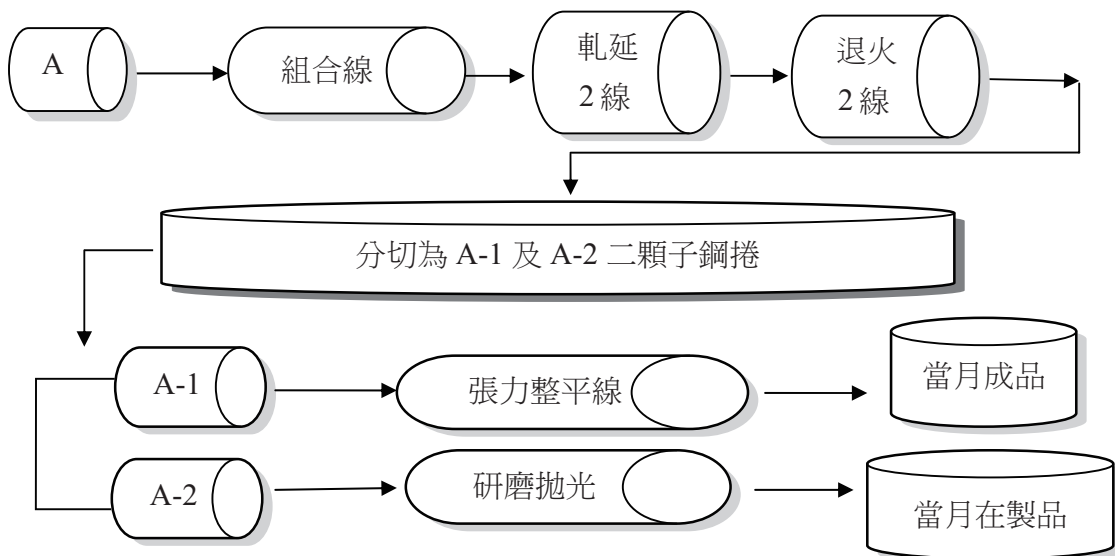 A
組合線
軋延
2 線
退火
2 線
分切為 A-1 及 A-2 二顆子鋼捲
A-1
張力整平線
當月成品
A-2
研磨拋光
當月在製品